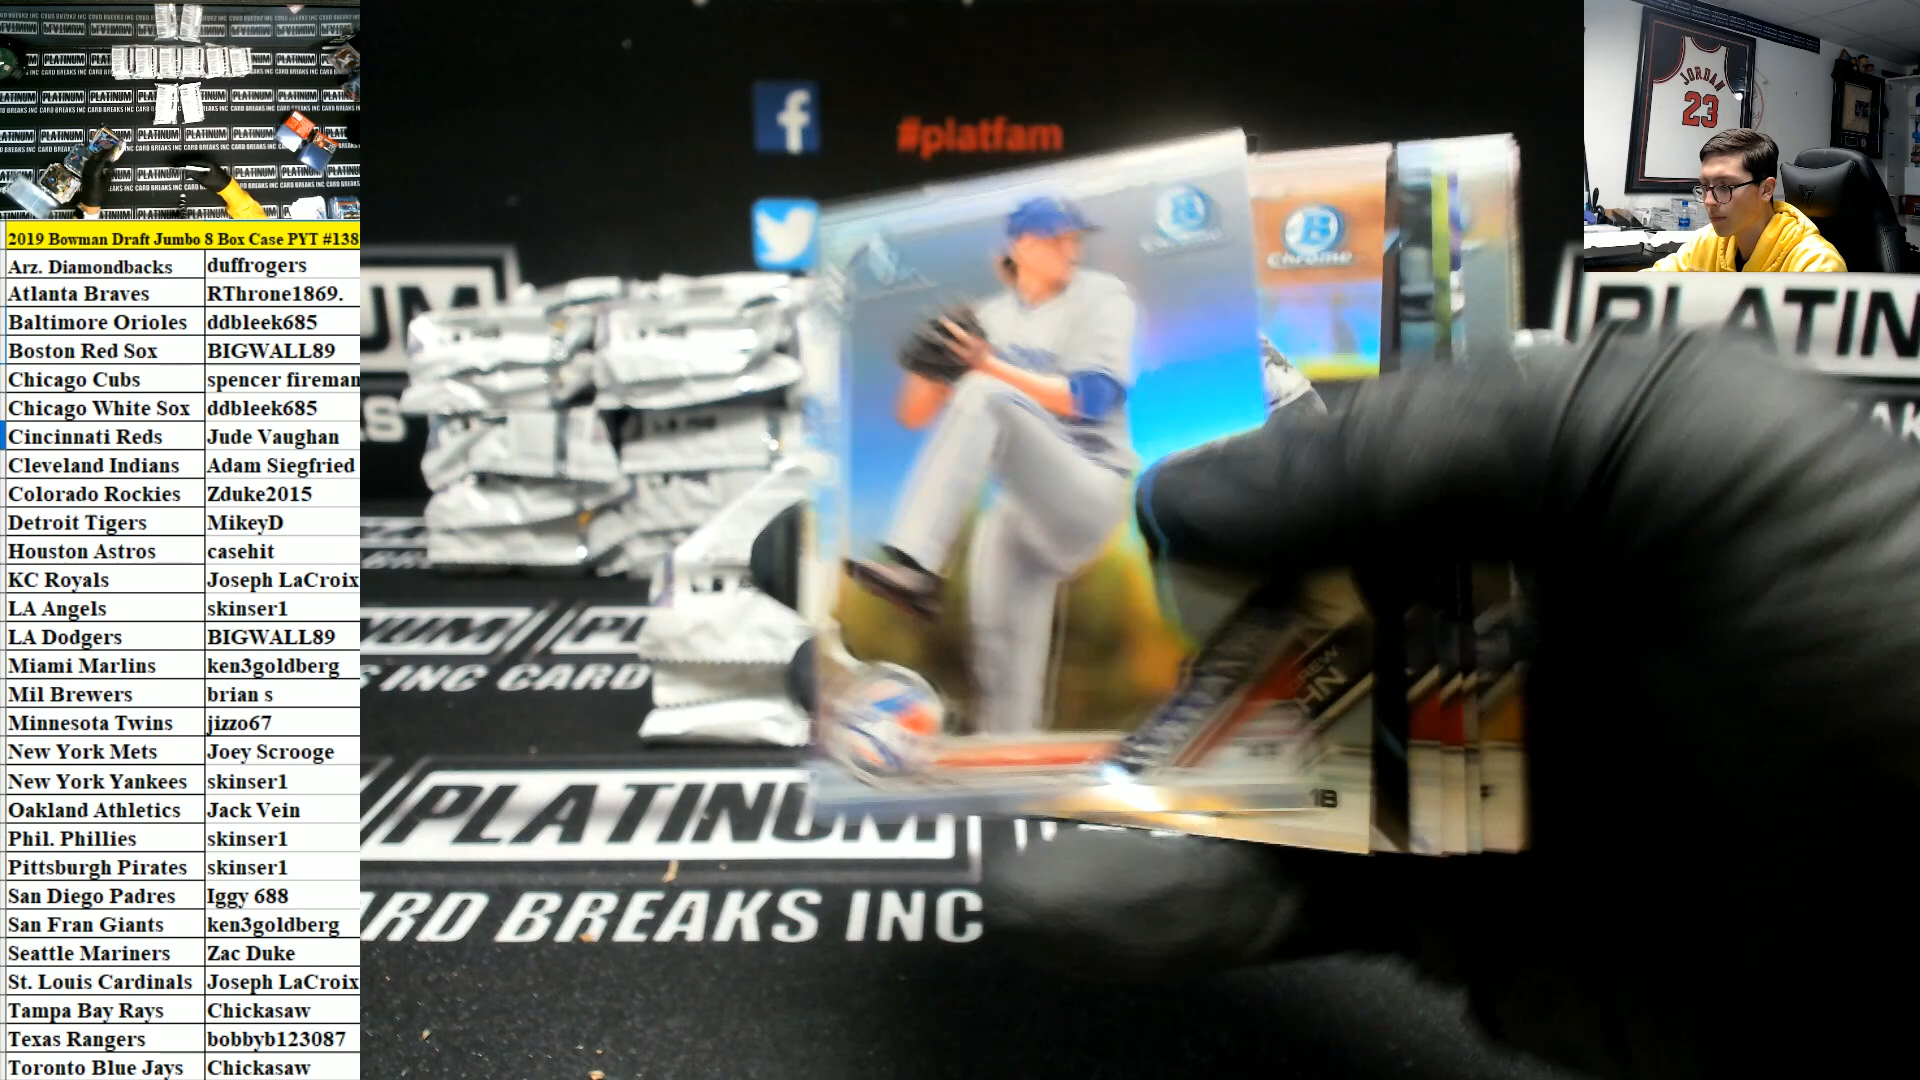 2019 Bowman Draft Jumbo 8 Box Case PYT #138
Arz. Diamondbacks duffrogers
Atlanta Braves RThrone1869.
Baltimore Orioles ddbleek685
Boston Red Sox BIGWALL89
Chicago Cubs spencer fireman
Chicago White Sox ddbleek685
Cincinnati Reds Jude Vaughan
Cleveland Indians Adam Siegfried
Colorado Rockies Zduke2015
Detroit Tigers MikeyD
Houston Astros casehit
KC Royals Joseph LaCroix
LA Angels skinser1
LA Dodgers BIGWALL89
Miami Marlins ken3goldberg
Mil Brewers brian s
Minnesota Twins jizzo67
New York Mets Joey Scrooge
New York Yankees skinser1
Oakland Athletics Jack Vein
Phil. Phillies skinser1
Pittsburgh Pirates skinser1
San Diego Padres Iggy 688
San Fran Giants ken3goldberg
Seattle Mariners Zac Duke
St. Louis Cardinals Joseph LaCroix
Tampa Bay Rays Chickasaw
Texas Rangers bobbyb123087
Toronto Blue Jays Chickasaw
#platfam
Chrome
1B
PLATINUM
CARD BREAKS INC
PLATIN
INC CARD
JORDAN
23